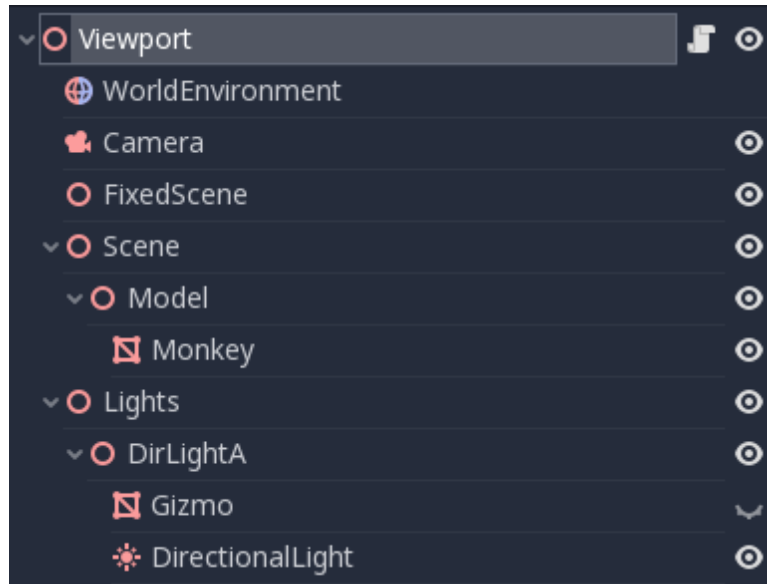 Viewport
WorldEnvironment
Camera
FixedScene
Scene
Model
Monkey
Lights
DirLightA
Gizmo
DirectionalLight